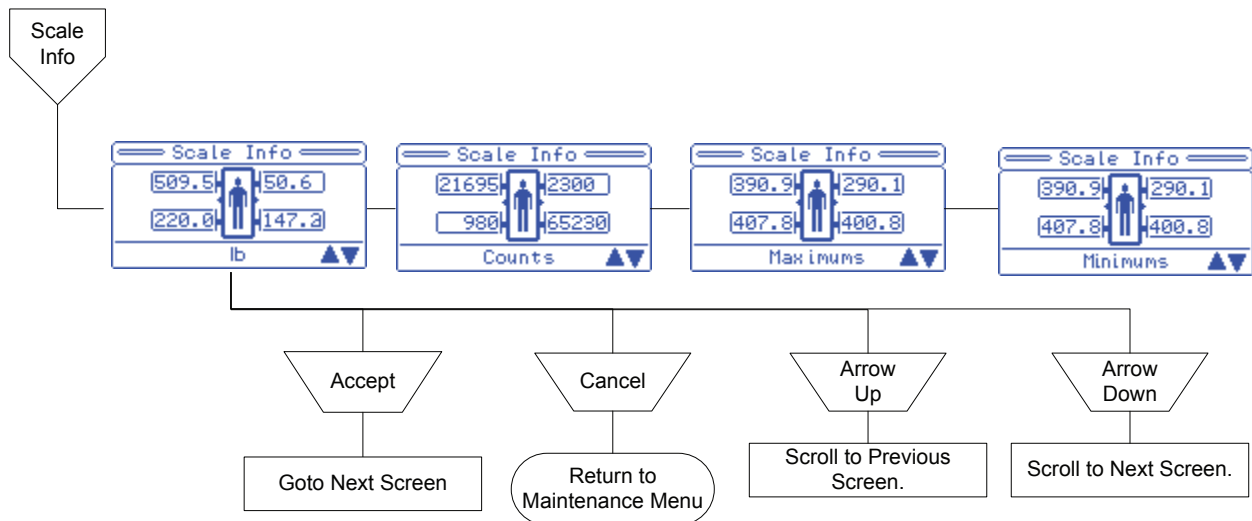 Scale
Info
Scale Info
509.5 50.6
220.0 147.3
lb
Scale Info
21695 2300
980 65230
Counts
Scale Info
390.9 290.1
407.8 400.8
Maximums
Scale Info
390.9 290.1
407.8 400.8
Minimums
Accept
Cancel
Arrow
Up
Arrow
Down
Goto Next Screen
Return to
Maintenance Menu
Scroll to Previous
Screen.
Scroll to Next Screen.